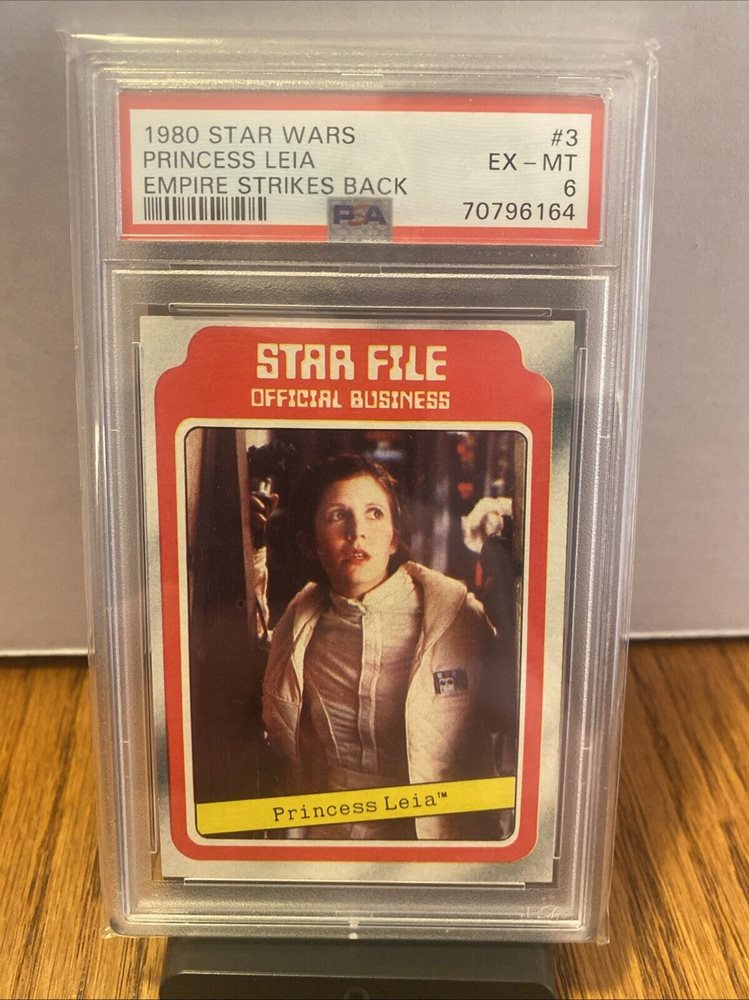 1980 STAR WARS #3
PRINCESS LEIA EX - MT
EMPIRE STRIKES BACK 6
PSA 70796164
STAR FILE
OFFICIAL BUSINESS
Princess Leia™